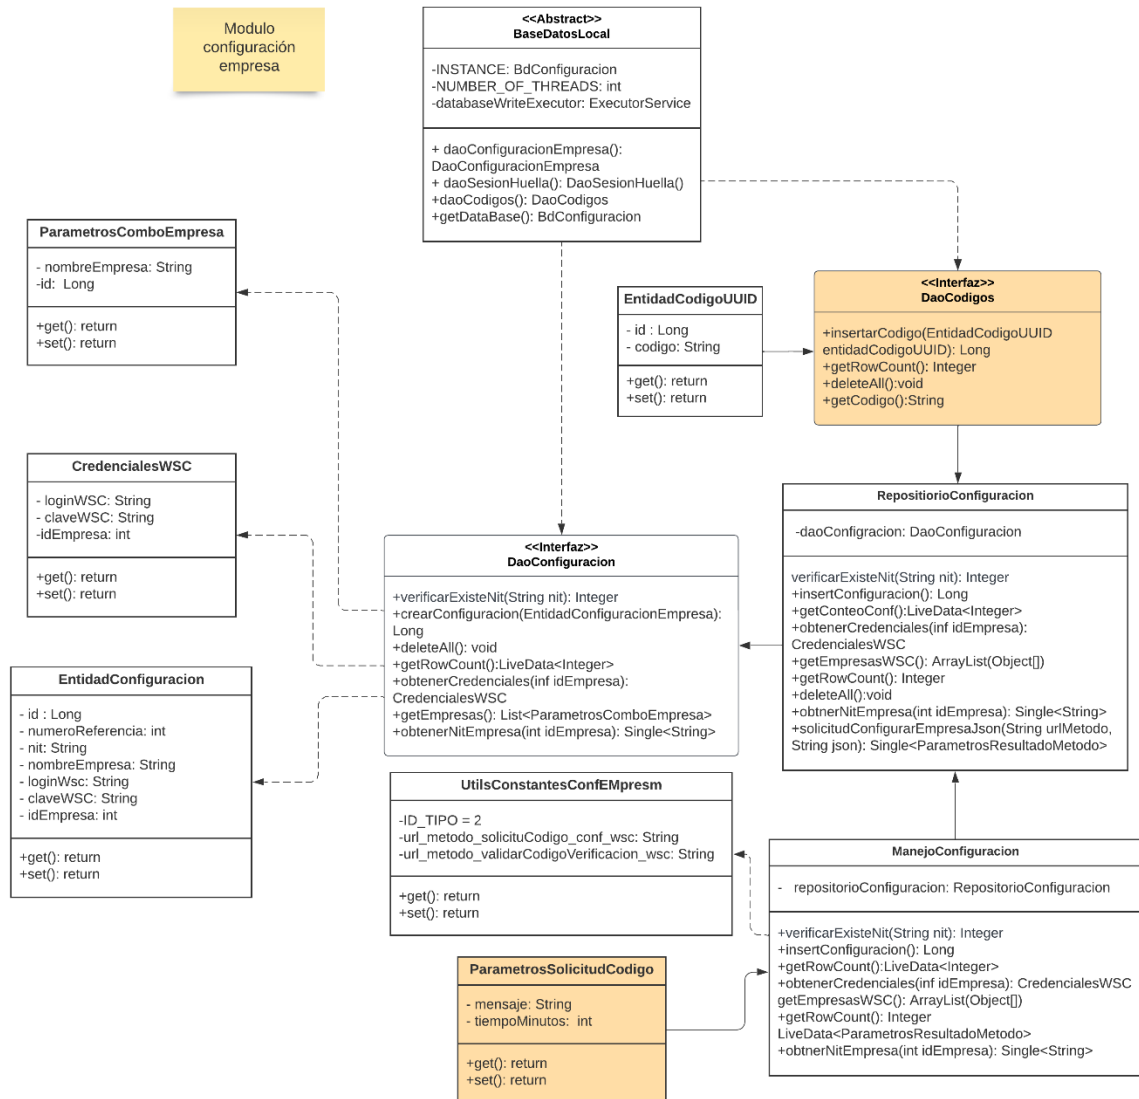 Modulo
configuración
empresa
<<Abstract>>
BaseDatosLocal
-INSTANCE: BdConfiguracion
-NUMBER_OF_THREADS: int
-databaseWriteExecutor: ExecutorService
+ daoConfiguracionEmpresa():
DaoConfiguracionEmpresa
+ daoSesionHuella(): DaoSesionHuella()
+daoCodigos(): DaoCodigos
+getDataBase(): BdConfiguracion
ParametrosComboEmpresa
- nombreEmpresa: String
-id: Long
+get(): return
+set(): return
EntidadCodigoUUID
- id : Long
- codigo: String
+get(): return
+set(): return
<<Interfaz>>
DaoCodigos
+insertarCodigo(EntidadCodigoUUID
entidadCodigoUUID): Long
+getRowCount(): Integer
+deleteAll():void
+getCodigo():String
CredencialesWSC
- loginWSC: String
- claveWSC: String
-idEmpresa: int
+get(): return
+set(): return
<<Interfaz>>
DaoConfiguracion
+verificarExisteNit(String nit): Integer
+crearConfiguracion(EntidadConfiguracionEmpresa):
Long
+deleteAll(): void
+getRowCount():LiveData<Integer>
+obtenerCredenciales(inf idEmpresa):
CredencialesWSC
+getEmpresas(): List<ParametrosComboEmpresa>
+obtenerNitEmpresa(int idEmpresa): Single<String>
RepositiorioConfiguracion
-daoConfigracion: DaoConfiguracion
verificarExisteNit(String nit): Integer
+insertConfiguracion(): Long
+getConteoConf():LiveData<Integer>
+obtenerCredenciales(inf idEmpresa):
CredencialesWSC
+getEmpresasWSC(): ArrayList(Object[])
+getRowCount(): Integer
+deleteAll():void
+obtnerNitEmpresa(int idEmpresa): Single<String>
+solicitudConfigurarEmpresaJson(String urlMetodo,
String json): Single<ParametrosResultadoMetodo>
EntidadConfiguracion
- id : Long
- numeroReferencia: int
- nit: String
- nombreEmpresa: String
- loginWsc: String
- claveWSC: String
- idEmpresa: int
+get(): return
+set(): return
UtilsConstantesConfEMpresm
-ID_TIPO = 2
-url_metodo_solicituCodigo_conf_wsc: String
-url_metodo_validarCodigoVerificacion_wsc: String
+get(): return
+set(): return
ManejoConfiguracion
- repositorioConfiguracion: RepositorioConfiguracion
+verificarExisteNit(String nit): Integer
+insertConfiguracion(): Long
+getRowCount():LiveData<Integer>
+obtenerCredenciales(inf idEmpresa): CredencialesWSC
getEmpresasWSC(): ArrayList(Object[])
+getRowCount(): Integer
LiveData<ParametrosResultadoMetodo>
+obtnerNitEmpresa(int idEmpresa): Single<String>
ParametrosSolicitudCodigo
- mensaje: String
- tiempoMinutos: int
+get(): return
+set(): return